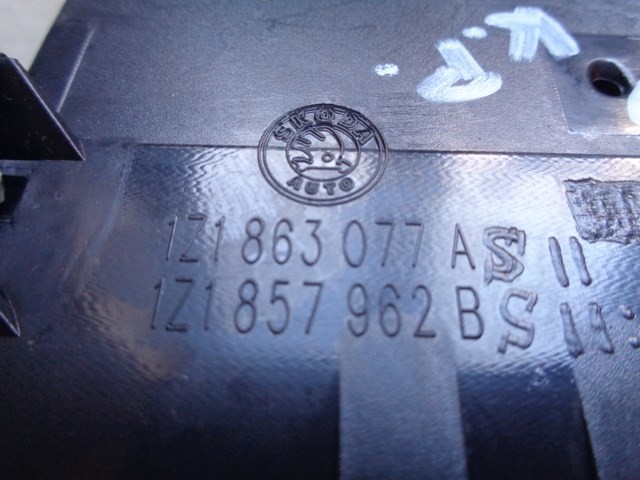 ŠKODA
AUTO
1Z1 863 077 A S
1Z1 857 962 B S